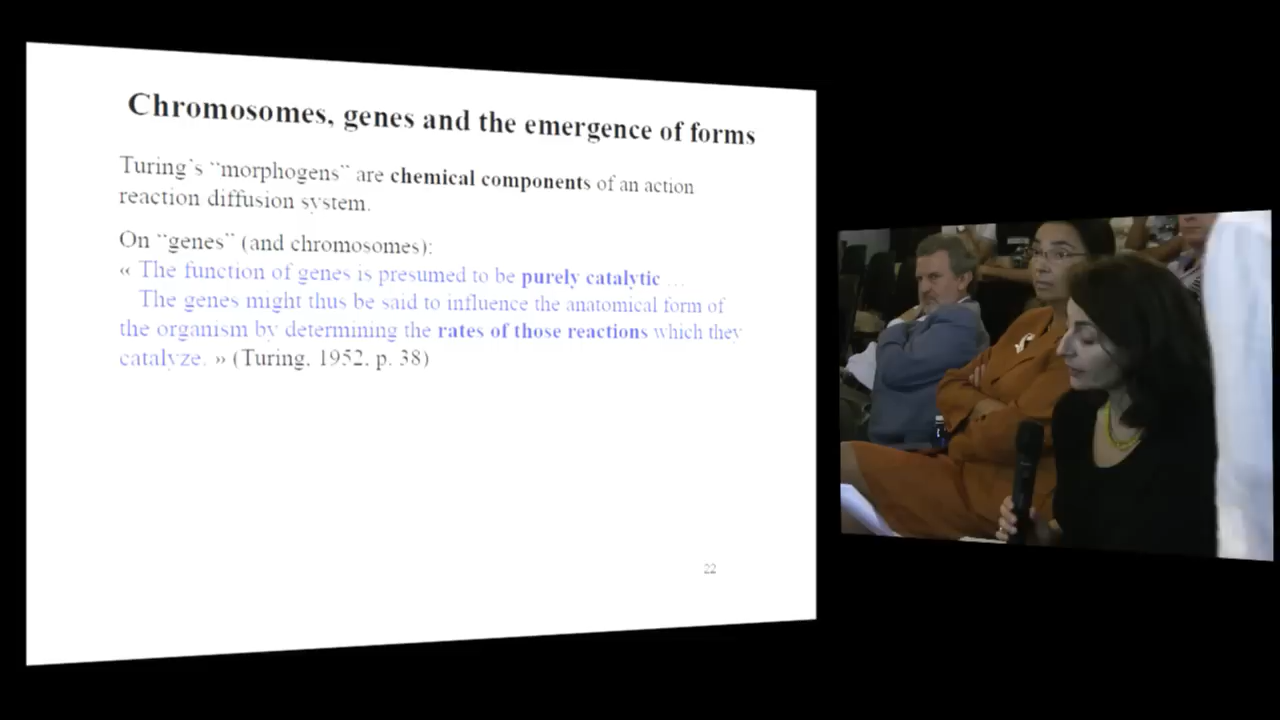 Chromosomes, genes and the emergence of forms
Turing's “morphogens” are chemical components of an action
reaction diffusion system.
On “genes” (and chromosomes):
« The function of genes is presumed to be purely catalytic ...
The genes might thus be said to influence the anatomical form of
the organism by determining the rates of those reactions which they
catalyze. » (Turing, 1952, p. 38)
22